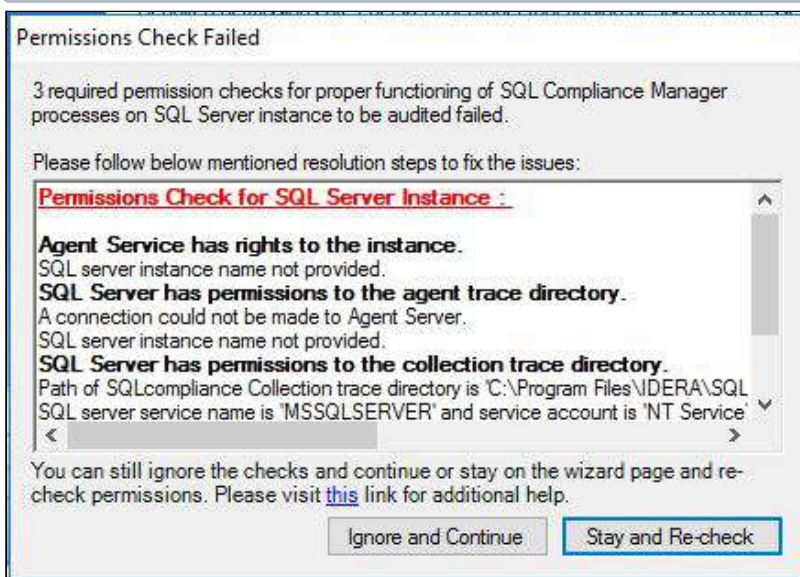 Permissions Check Failed
3 required permission checks for proper functioning of SQL Compliance Manager
processes on SQL Server instance to be audited failed.
Please follow below mentioned resolution steps to fix the issues:
Permissions Check for SQL Server Instance :
Agent Service has rights to the instance.
SQL server instance name not provided.
SQL Server has permissions to the agent trace directory.
A connection could not be made to Agent Server.
SQL server instance name not provided.
SQL Server has permissions to the collection trace directory.
Path of SQLcompliance Collection trace directory is 'C:\Program Files\IDERA\SQL
SQL server service name is 'MSSQLSERVER' and service account is 'NT Service'
You can still ignore the checks and continue or stay on the wizard page and re-
check permissions. Please visit this link for additional help.
Ignore and Continue
Stay and Re-check